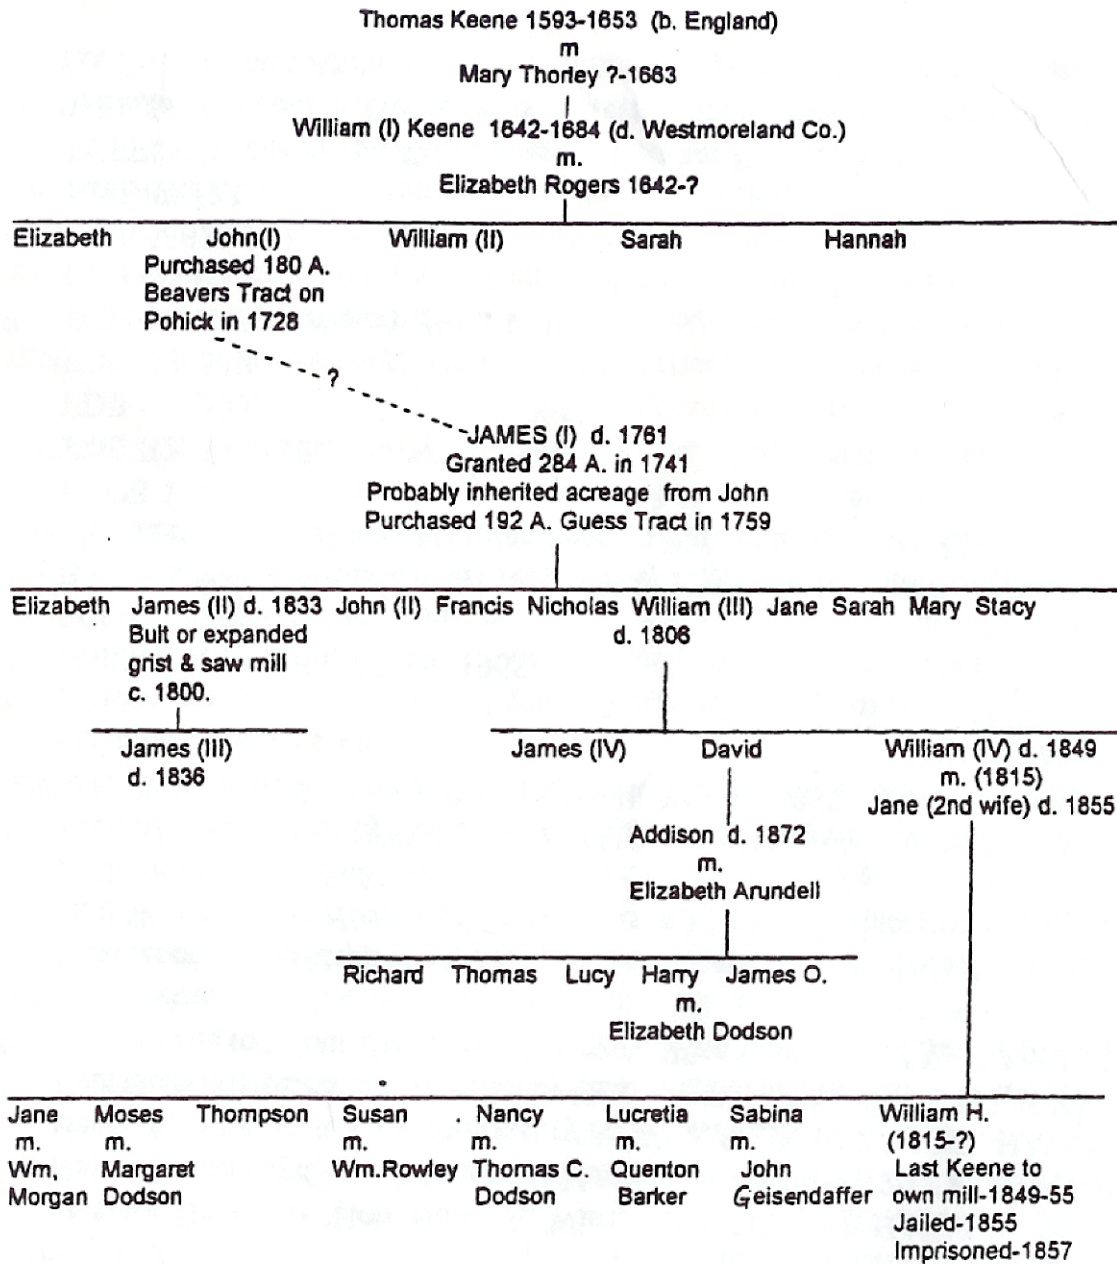 Thomas Keene 1593-1653 (b. England)
m
Mary Thorley ?-1663
William (I) Keene 1642-1684 (d. Westmoreland Co.)
m.
Elizabeth Rogers 1642-?
Elizabeth John(I) William (II) Sarah Hannah
Purchased 180 A.
Beavers Tract on
Pohick in 1728
?
JAMES (I) d. 1761
Granted 284 A. in 1741
Probably inherited acreage from John
Purchased 192 A. Guess Tract in 1759
Elizabeth James (II) d. 1833 John (II) Francis Nicholas William (III) Jane Sarah Mary Stacy
Bult or expanded d. 1806
grist & saw mill
c. 1800.
James (III) James (IV) David William (IV) d. 1849
d. 1836 m. (1815)
Jane (2nd wife) d. 1855
Addison d. 1872
m.
Elizabeth Arundell
Richard Thomas Lucy Harry James O.
m.
Elizabeth Dodson
Jane Moses Thompson Susan Nancy Lucretia Sabina William H.
m. m. m. m. m. m. (1815-?)
Wm, Margaret Wm.Rowley Thomas C. Quenton John Last Keene to
Morgan Dodson Dodson Barker Geisendaffer own mill-1849-55
Jailed-1855
Imprisoned-1857